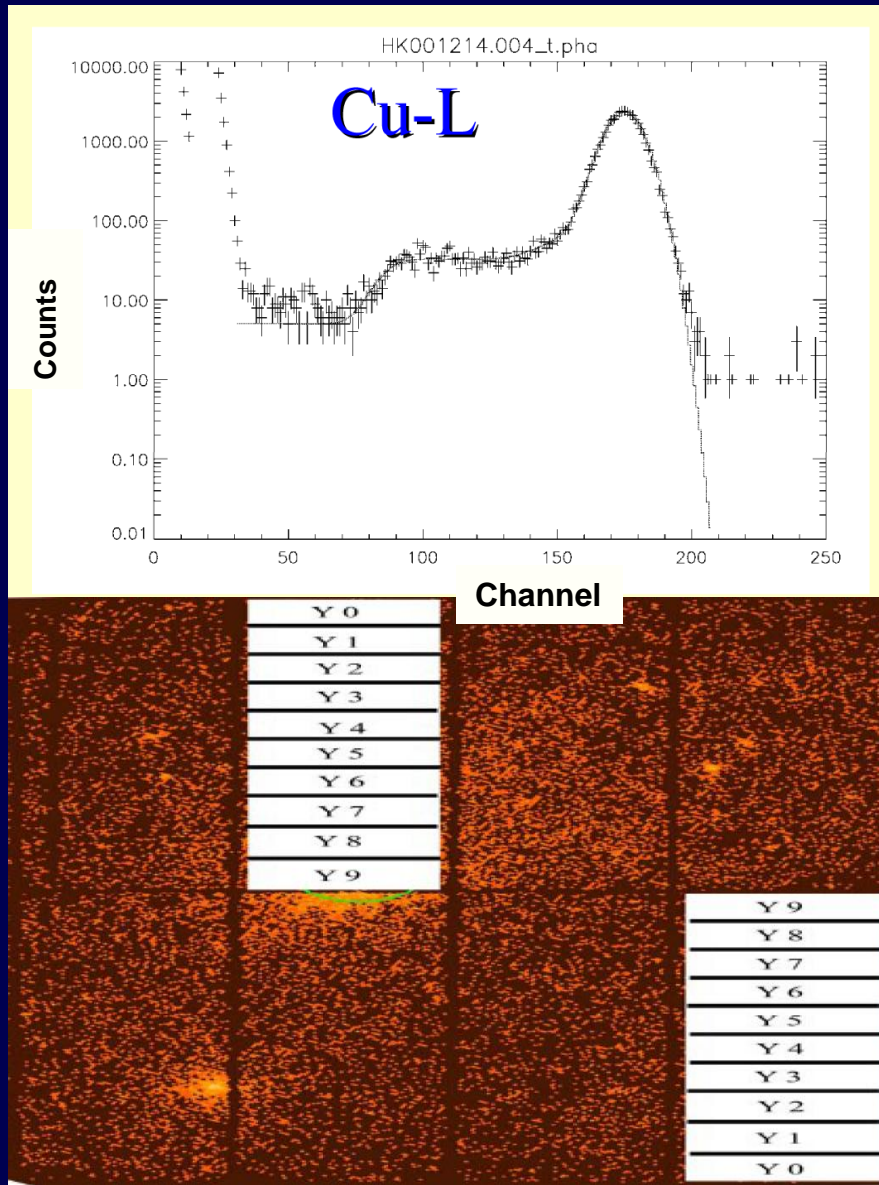 HK001214.004_t.pha
Cu-L
10000.00
1000.00
100.00
10.00
1.00
0.10
0.01
Counts
0 50 100 150 200 250
Channel
Y 0
Y 1
Y 2
Y 3
Y 4
Y 5
Y 6
Y 7
Y 8
Y 9
Y 9
Y 8
Y 7
Y 6
Y 5
Y 4
Y 3
Y 2
Y 1
Y 0